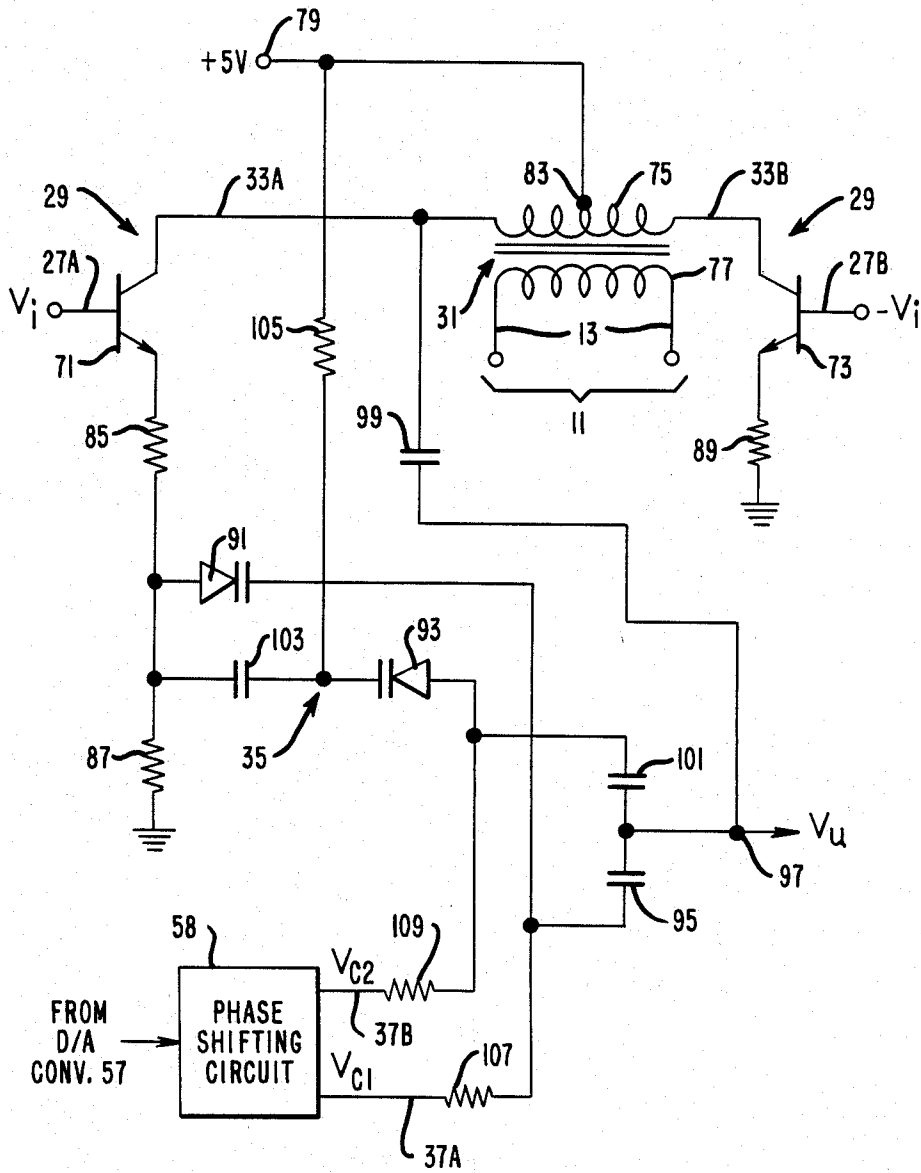 79
+5V
83
75
33A
33B
29
29
27A
27B
Vi
-Vi
77
31
13
71
105
73
11
85
99
89
91
93
103
87
35
101
Vu
97
95
58
109
VC2
FROM
D/A
CONV. 57
PHASE
SHIFTING
CIRCUIT
37B
107
VC1
37A